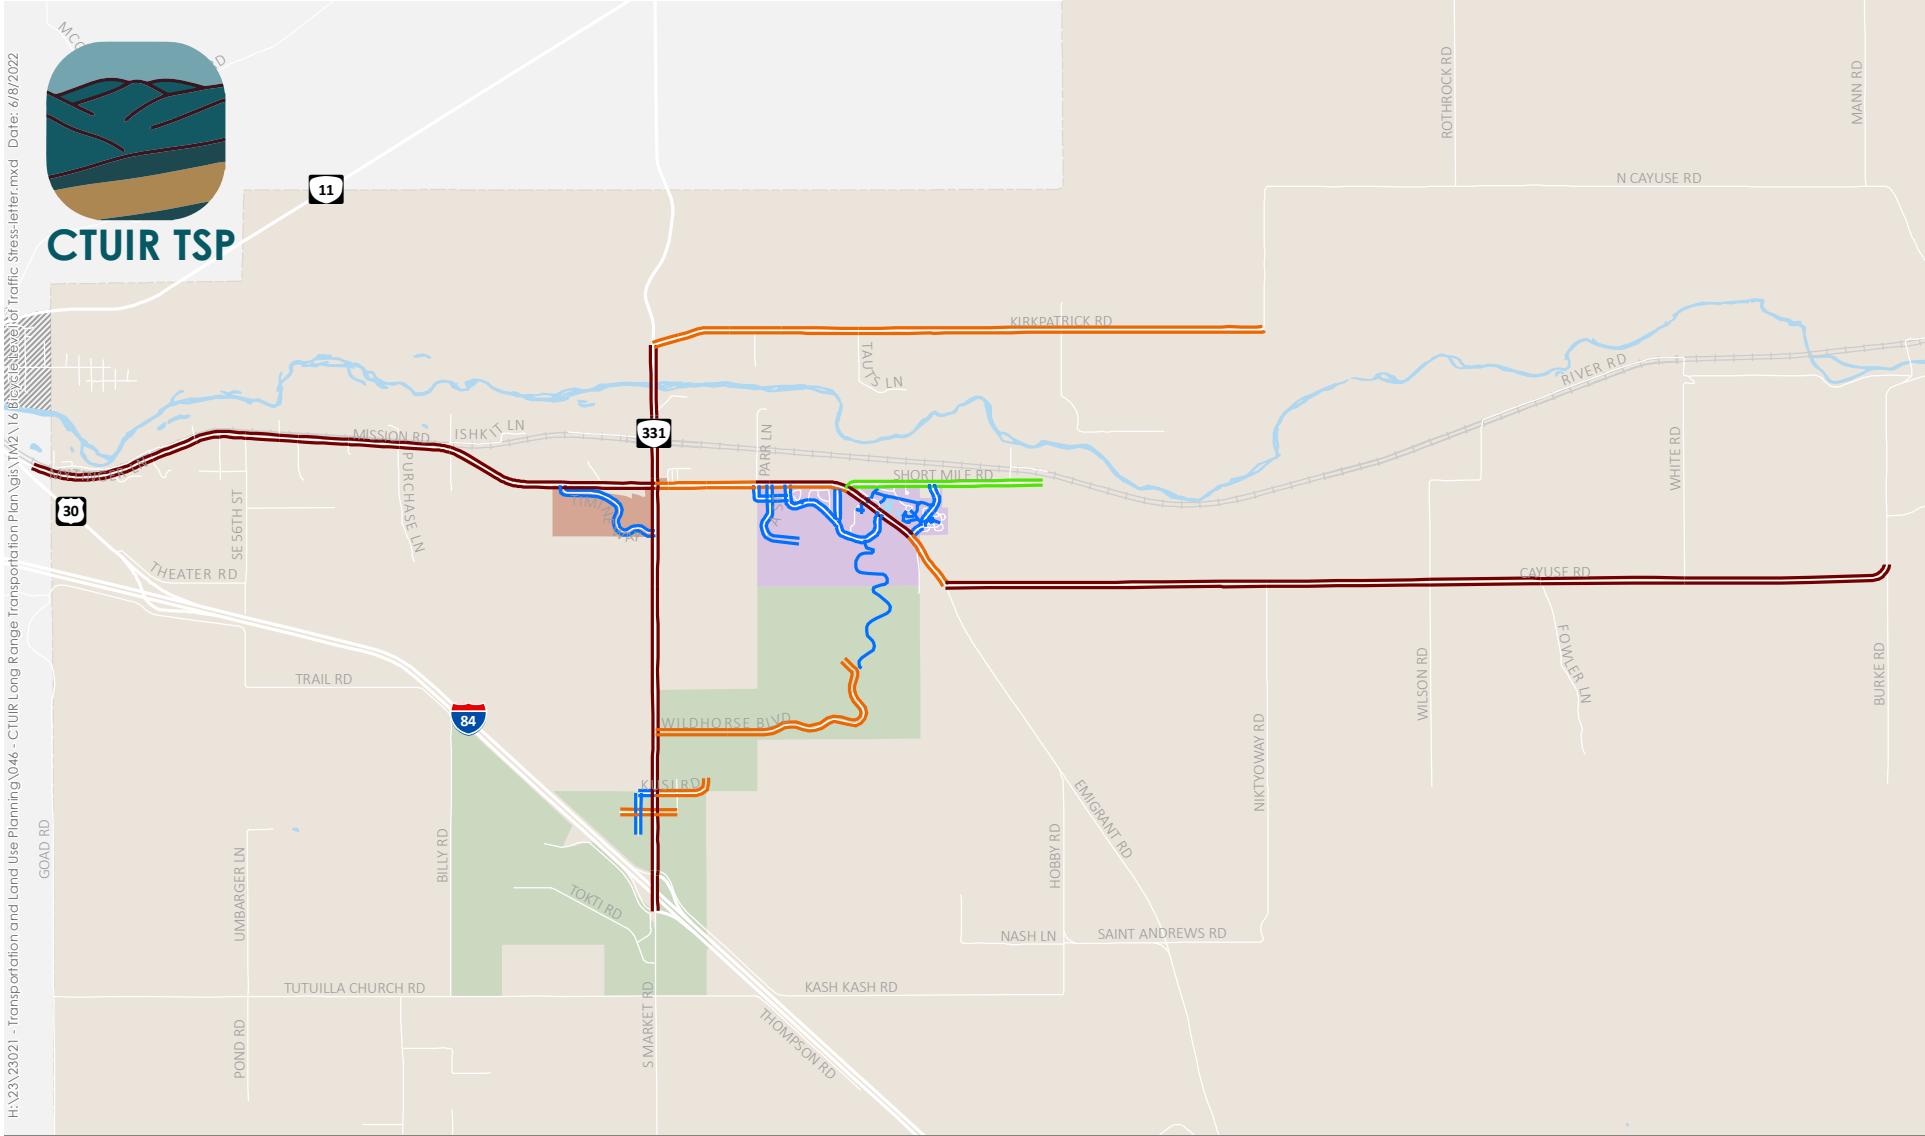 H:\23\23021 - Transportation and Land Use Planning\046 - CTUIR Long Range Transportation Plan\gis\TM2\16 Bicycle Level of Traffic Stress-letter.mxd   Date: 6/8/2022
CTUIR TSP
11
ROTHROCK RD
MANN RD
N CAYUSE RD
KIRKPATRICK RD
TAUTS LN
RIVER RD
MISSION RD
ISHKIT LN
331
PARR LN
SHORT MILE RD
WHITE RD
PURCHASE LN
30
SE 56TH ST
THEATER RD
CAYUSE RD
FOWLER LN
WILSON RD
BURKE RD
TRAIL RD
84
WILDHORSE BLVD
KUSI RD
NIKTYOWAY RD
EMIGRANT RD
HOBBY RD
GOAD RD
UMBARGER LN
BILLY RD
TOKTI RD
NASH LN
SAINT ANDREWS RD
TUTUILLA CHURCH RD
KASH KASH RD
S MARKET RD
THOMPSON RD
POND RD